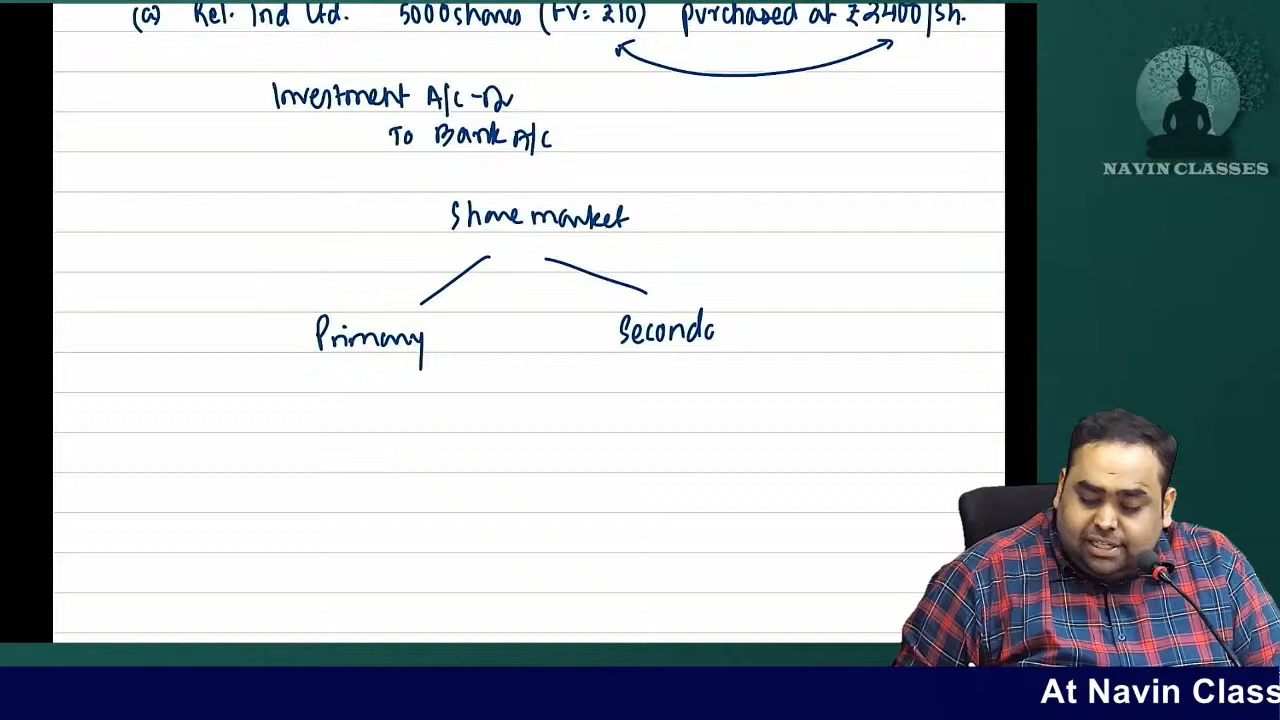 (a) Rel. Ind Ltd. 5000 shares (FV: ₹10) purchased at ₹2400/sh.
Investment A/c -Dr
To Bank A/c
Share market
Primary Seconda
NAVIN CLASSES
At Navin Class